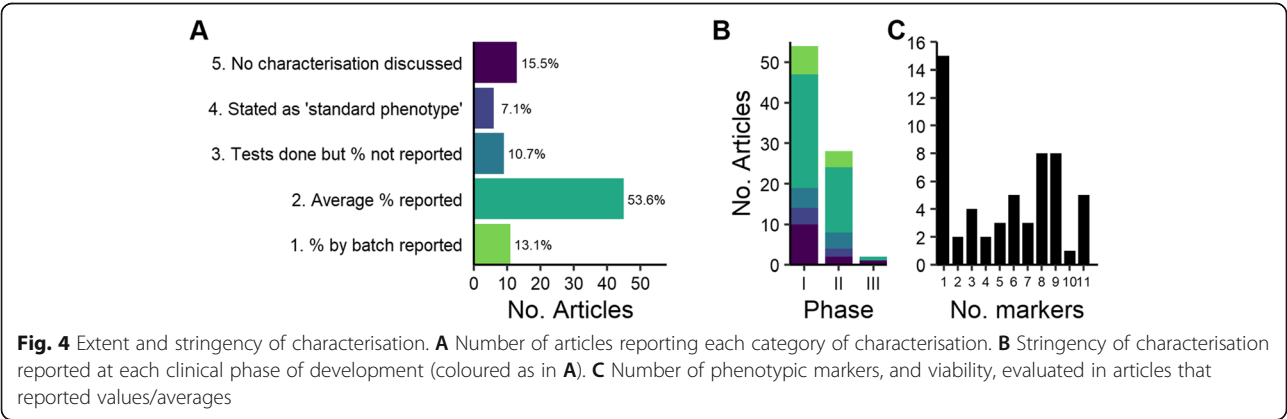 A
5. No characterisation discussed
15.5%
4. Stated as 'standard phenotype'
7.1%
3. Tests done but % not reported
10.7%
2. Average % reported
53.6%
1. % by batch reported
13.1%
0 10 20 30 40 50
No. Articles
B
No. Articles
50
40
30
20
10
0
I II III
Phase
C
16
14
12
10
8
6
4
2
0
1 2 3 4 5 6 7 8 9 10 11
No. markers
Fig. 4 Extent and stringency of characterisation. A Number of articles reporting each category of characterisation. B Stringency of characterisation
reported at each clinical phase of development (coloured as in A). C Number of phenotypic markers, and viability, evaluated in articles that
reported values/averages